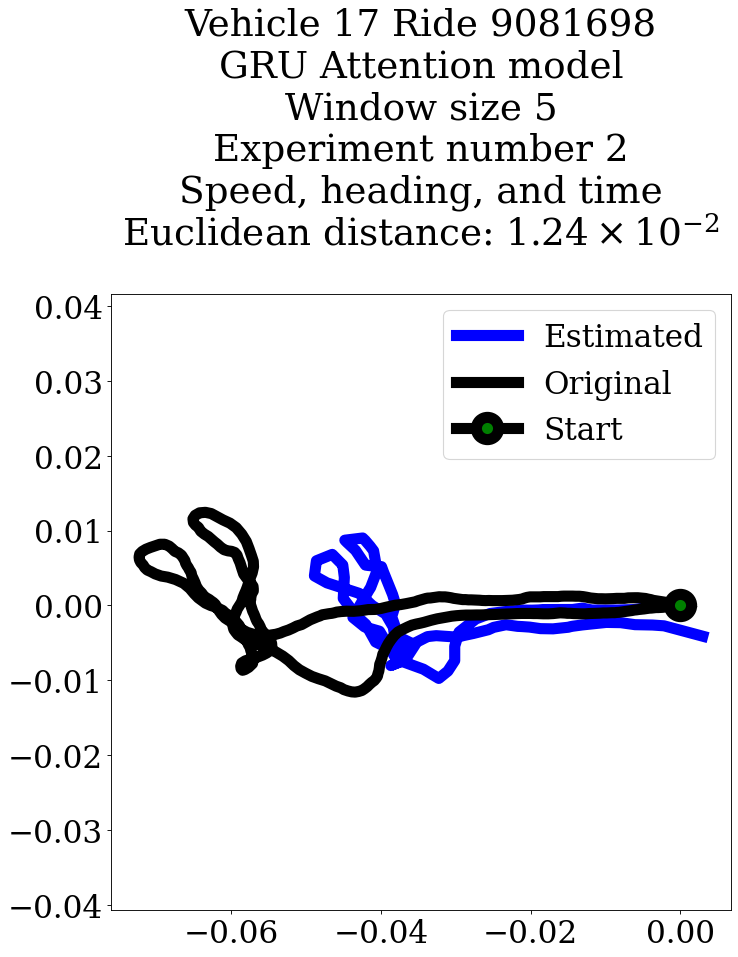 Vehicle 17 Ride 9081698
GRU Attention model
Window size 5
Experiment number 2
Speed, heading, and time
Euclidean distance: 1.24 × 10⁻²
Estimated
Original
Start
0.04
0.03
0.02
0.01
0.00
−0.01
−0.02
−0.03
−0.04
−0.06
−0.04
−0.02
0.00